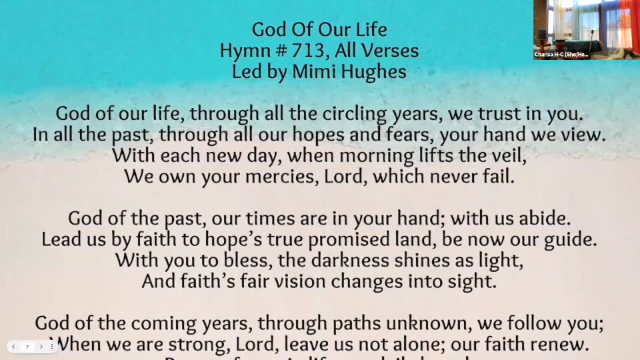 God Of Our Life
Hymn # 713, All Verses
Led by Mimi Hughes
Charisa H-C (She/He...
God of our life, through all the circling years, we trust in you.
In all the past, through all our hopes and fears, your hand we view.
With each new day, when morning lifts the veil,
We own your mercies, Lord, which never fail.
God of the past, our times are in your hand; with us abide.
Lead us by faith to hope's true promised land, be now our guide.
With you to bless, the darkness shines as light,
And faith's fair vision changes into sight.
God of the coming years, through paths unknown, we follow you;
When we are strong, Lord, leave us not alone; our faith renew.
7